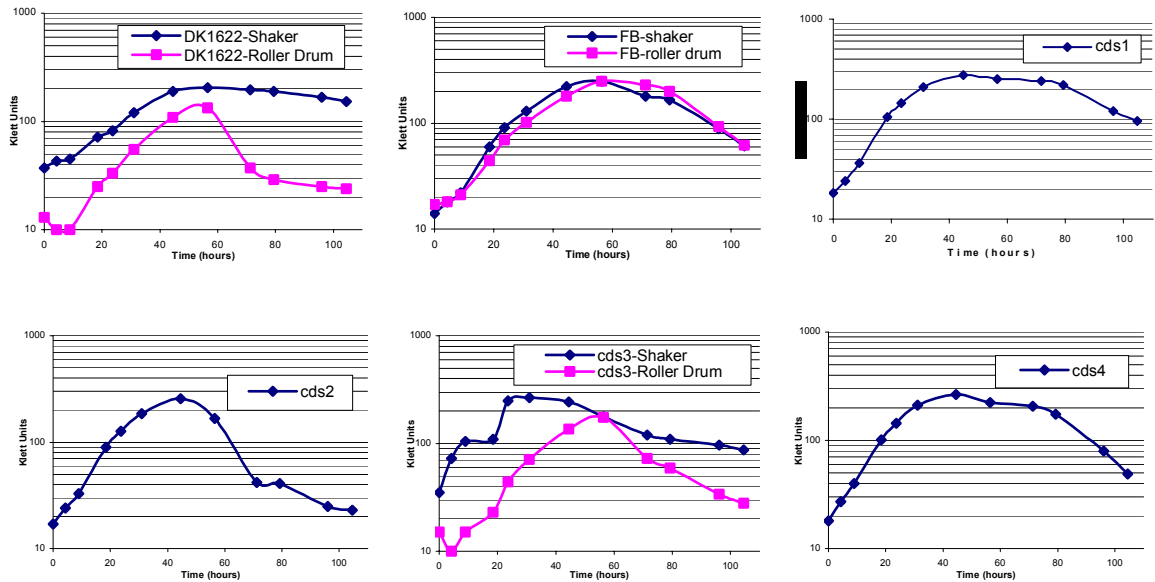 1000
DK1622-Shaker
DK1622-Roller Drum
Klett Units
100
10
0 20 40 60 80 100
Time (hours)
1000
FB-shaker
FB-roller drum
Klett Units
100
10
0 20 40 60 80 100
Time (hours)
1000
cds1
100
10
0 20 40 60 80 100
Time (hours)
1000
cds2
Klett Units
100
10
0 20 40 60 80 100
Time (hours)
1000
cds3-Shaker
cds3-Roller Drum
Klett Units
100
10
0 20 40 60 80 100
Time (hours)
1000
cds4
Klett Units
100
10
0 20 40 60 80 100
Time (hours)